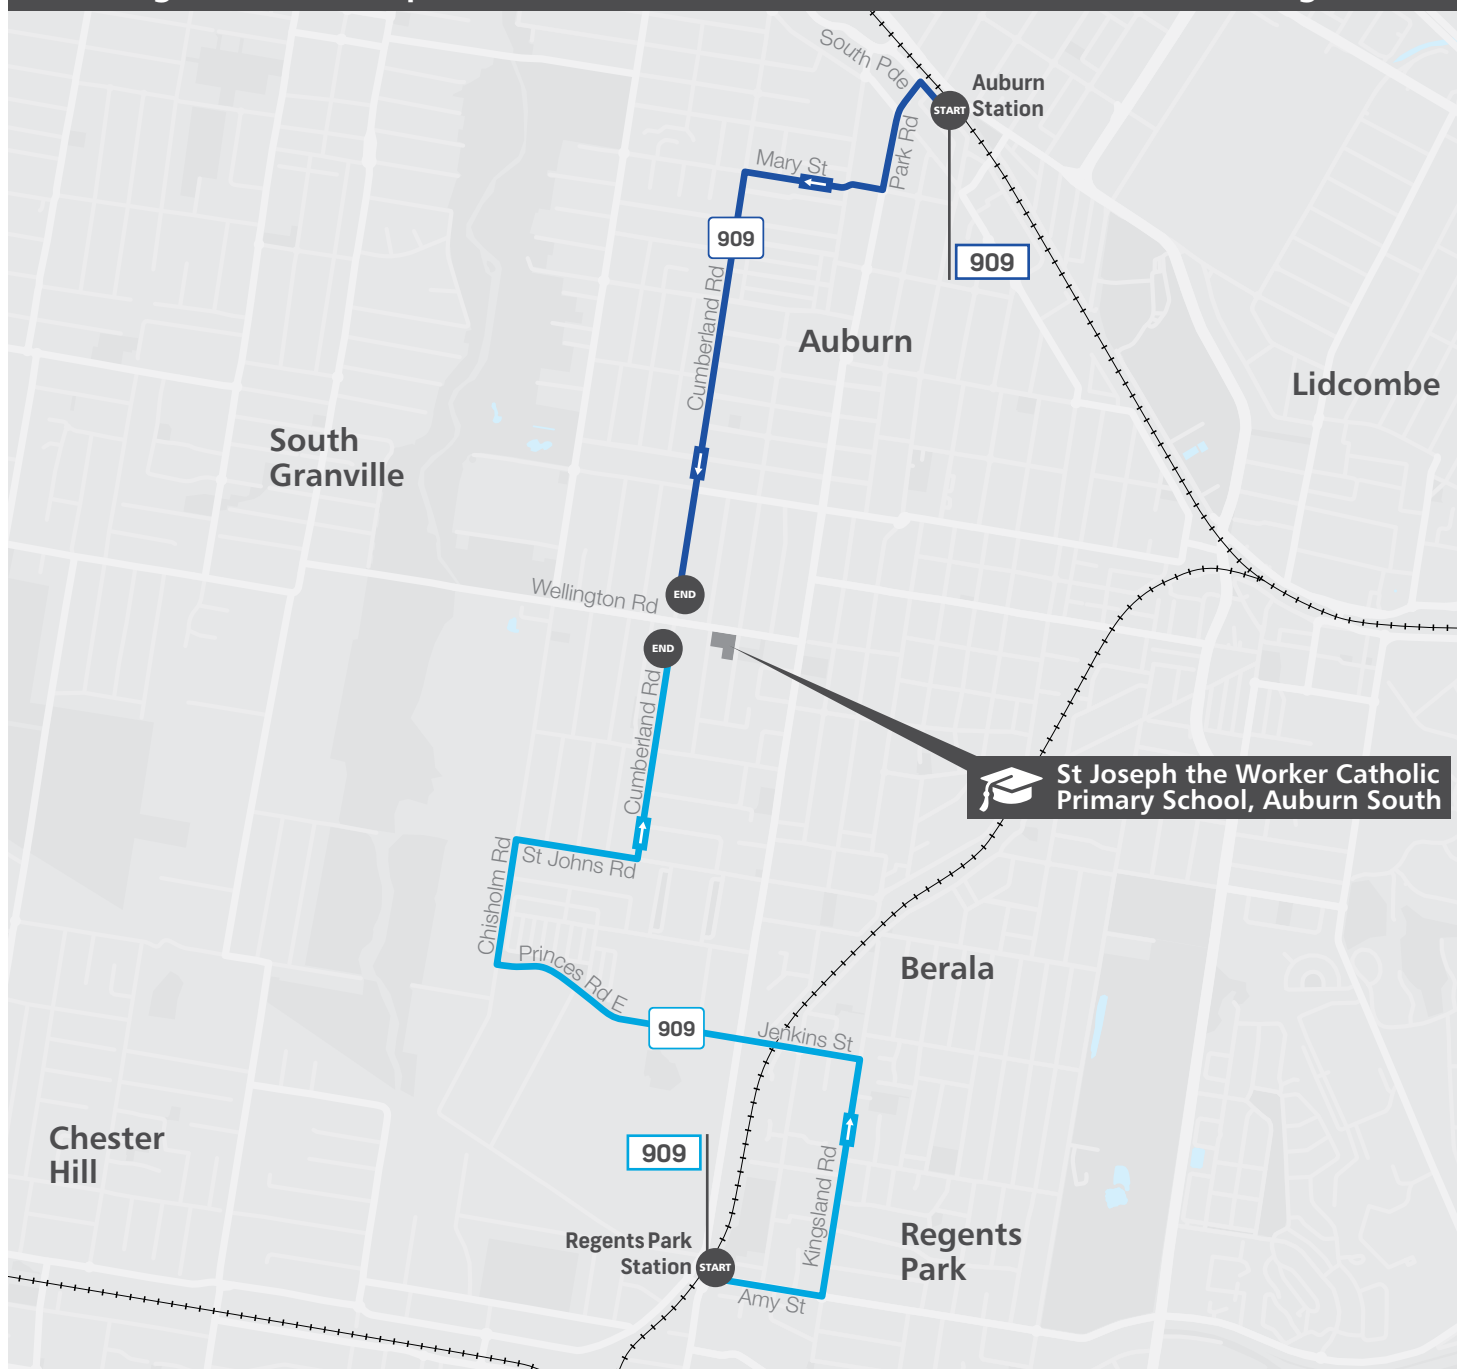 South Pde
Auburn
Station
START
Park Rd
Mary St
909
909
Cumberland Rd
Auburn
Lidcombe
South
Granville
Wellington Rd
END
END
Cumberland Rd
St Joseph the Worker Catholic
Primary School, Auburn South
St Johns Rd
Chisholm Rd
Princes Rd E
Berala
909
Jenkins St
Chester
Hill
909
Kingsland Rd
Regents
Park
Regents Park
Station
START
Amy St